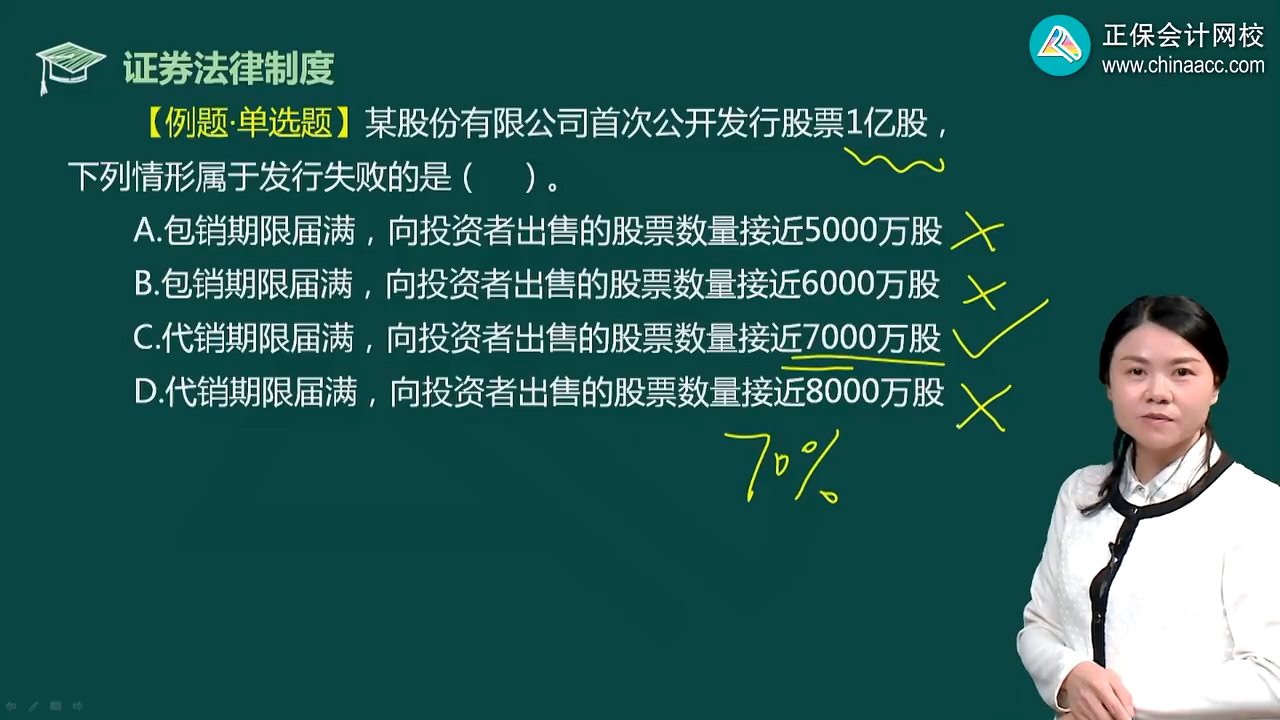 正保会计网校
www.chinaacc.com
证券法律制度
【例题·单选题】某股份有限公司首次公开发行股票1亿股，
下列情形属于发行失败的是（　）。
A.包销期限届满，向投资者出售的股票数量接近5000万股
B.包销期限届满，向投资者出售的股票数量接近6000万股
C.代销期限届满，向投资者出售的股票数量接近7000万股
D.代销期限届满，向投资者出售的股票数量接近8000万股
70%